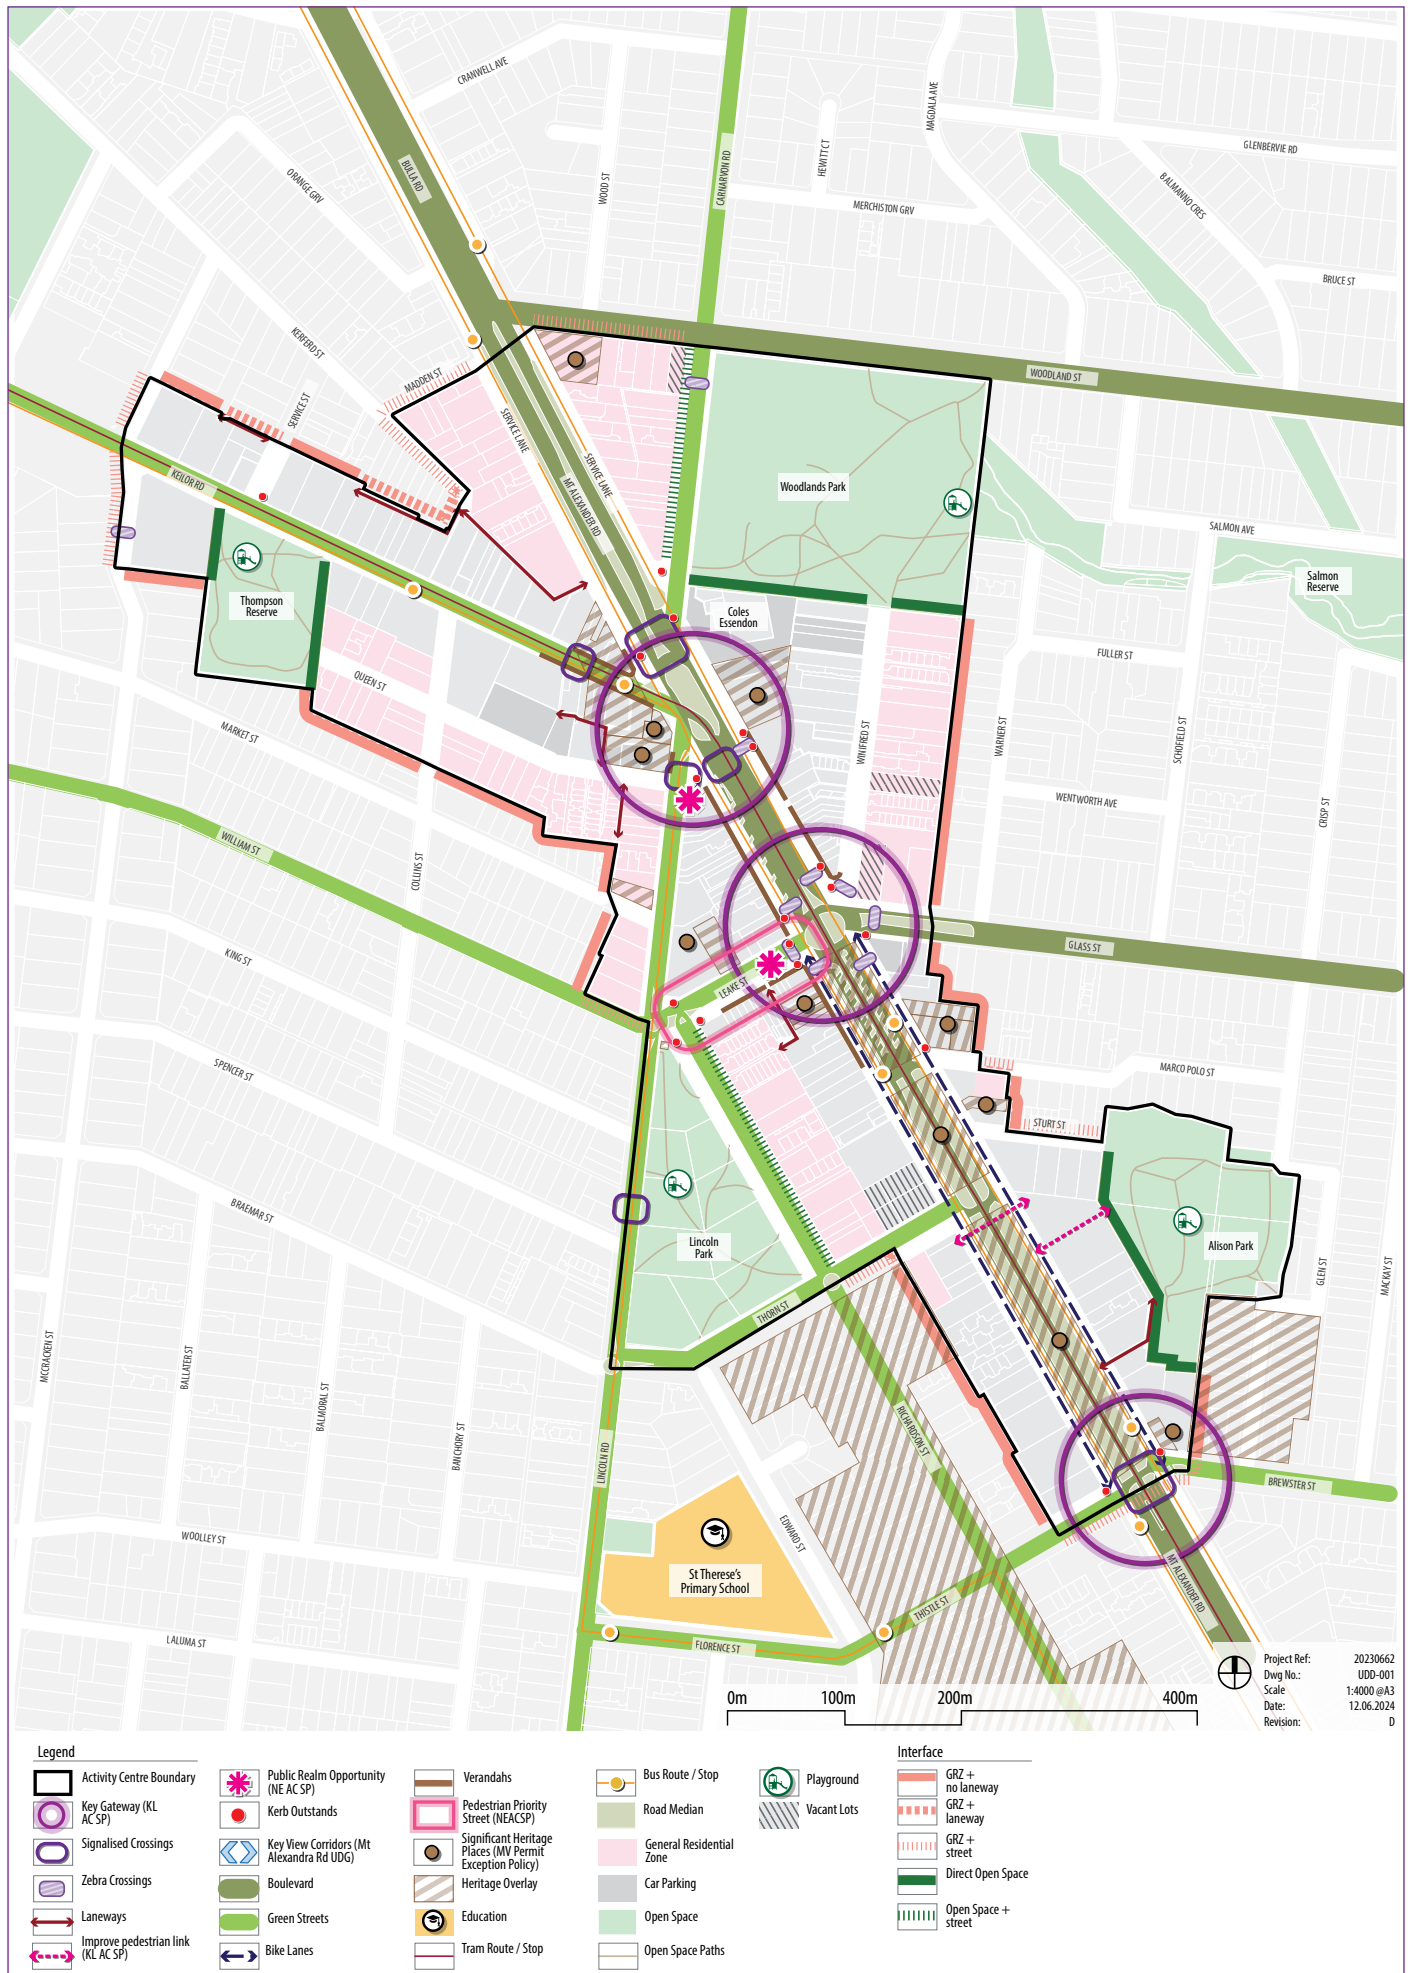 CRANWELL AVE
MAGDALA AVE
GLENBERVIE RD
BULLA RD
CARNARVON RD
HEWITT CT
ORANGE GRV
WOOD ST
BALMANNO CRES
MERCHISTON GRV
BRUCE ST
KERFERD ST
MADDEN ST
WOODLAND ST
SERVICE ST
SERVICE LANE
SERVICE LANE
MT ALEXANDER RD
KEILOR RD
Woodlands Park
SALMON AVE
Salmon
Reserve
Thompson
Reserve
Coles
Essendon
FULLER ST
QUEEN ST
MARKET ST
WINIFRED ST
WARNER ST
SCHOFIELD ST
WENTWORTH AVE
CRISP ST
WILLIAM ST
COLLINS ST
GLASS ST
KING ST
LEAKE ST
SPENCER ST
MARCO POLO ST
STURT ST
BRAEMAR ST
Lincoln
Park
Alison Park
GLEN ST
MACKAY ST
THORN ST
MCCRACKEN ST
BALLATER ST
BALMORAL ST
BANCHORY ST
LINCOLN RD
RICHARDSON ST
BREWSTER ST
EDWARD ST
WOOLLEY ST
St Therese's
Primary School
MT ALEXANDER RD
THISTLE ST
LALUMA ST
FLORENCE ST
0m 100m 200m 400m
Project Ref: 20230662
Dwg No.: UDD-001
Scale 1:4000 @A3
Date: 12.06.2024
Revision: D
Legend
Activity Centre Boundary
Key Gateway (KL
AC SP)
Signalised Crossings
Zebra Crossings
Laneways
Improve pedestrian link
(KL AC SP)
Public Realm Opportunity
(NE AC SP)
Kerb Outstands
Key View Corridors (Mt
Alexandra Rd UDG)
Boulevard
Green Streets
Bike Lanes
Verandahs
Pedestrian Priority
Street (NEACSP)
Significant Heritage
Places (MV Permit
Exception Policy)
Heritage Overlay
Education
Tram Route / Stop
Bus Route / Stop
Road Median
General Residential
Zone
Car Parking
Open Space
Open Space Paths
Playground
Vacant Lots
Interface
GRZ +
no laneway
GRZ +
laneway
GRZ +
street
Direct Open Space
Open Space +
street